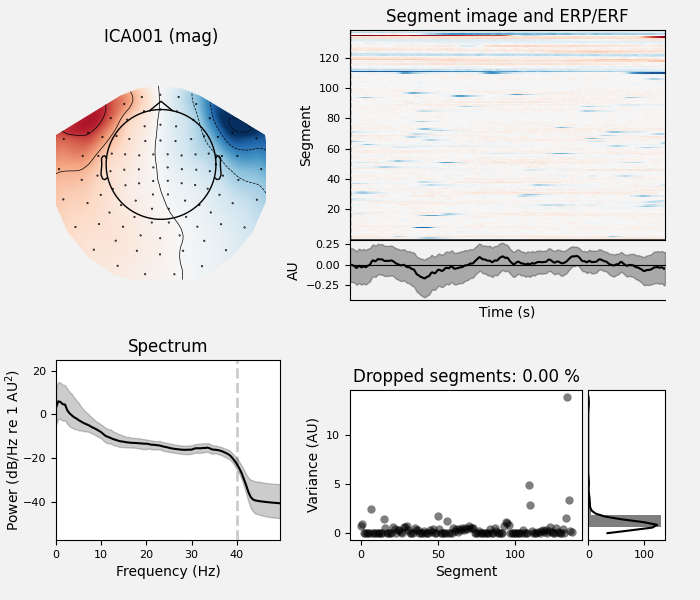 ICA001 (mag)
Segment image and ERP/ERF
Segment
120
100
80
60
40
20
AU
0.25
0.00
−0.25
Time (s)
Spectrum
Power (dB/Hz re 1 AU²)
20
0
−20
−40
0 10 20 30 40
Frequency (Hz)
Dropped segments: 0.00 %
Variance (AU)
10
5
0
0 50 100
Segment
0 100